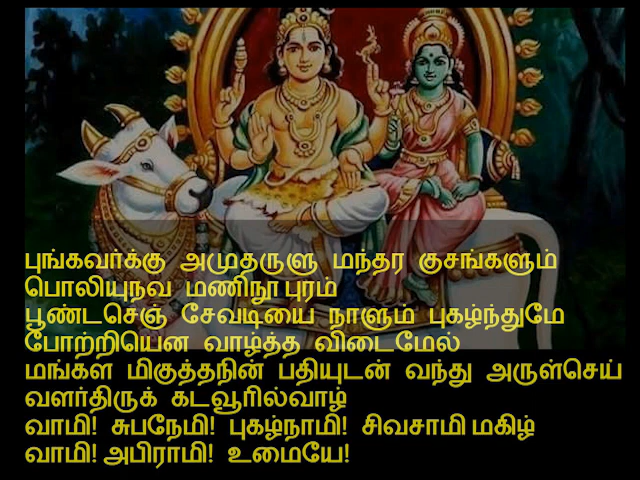 புங்கவர்க்கு அமுதருளு மந்தர குசங்களும்
பொலியுநவ மணிநூபுரம்
பூண்டசெஞ் சேவடியை நாளும் புகழ்ந்துமே
போற்றியென வாழ்த்த விடைமேல்
மங்கள மிகுத்தநின் பதியுடன் வந்து அருள்செய்
வளர்திருக் கடவூரில்வாழ்
வாமி! சுபநேமி! புகழ்நாமி! சிவசாமி மகிழ்
வாமி! அபிராமி! உமையே!